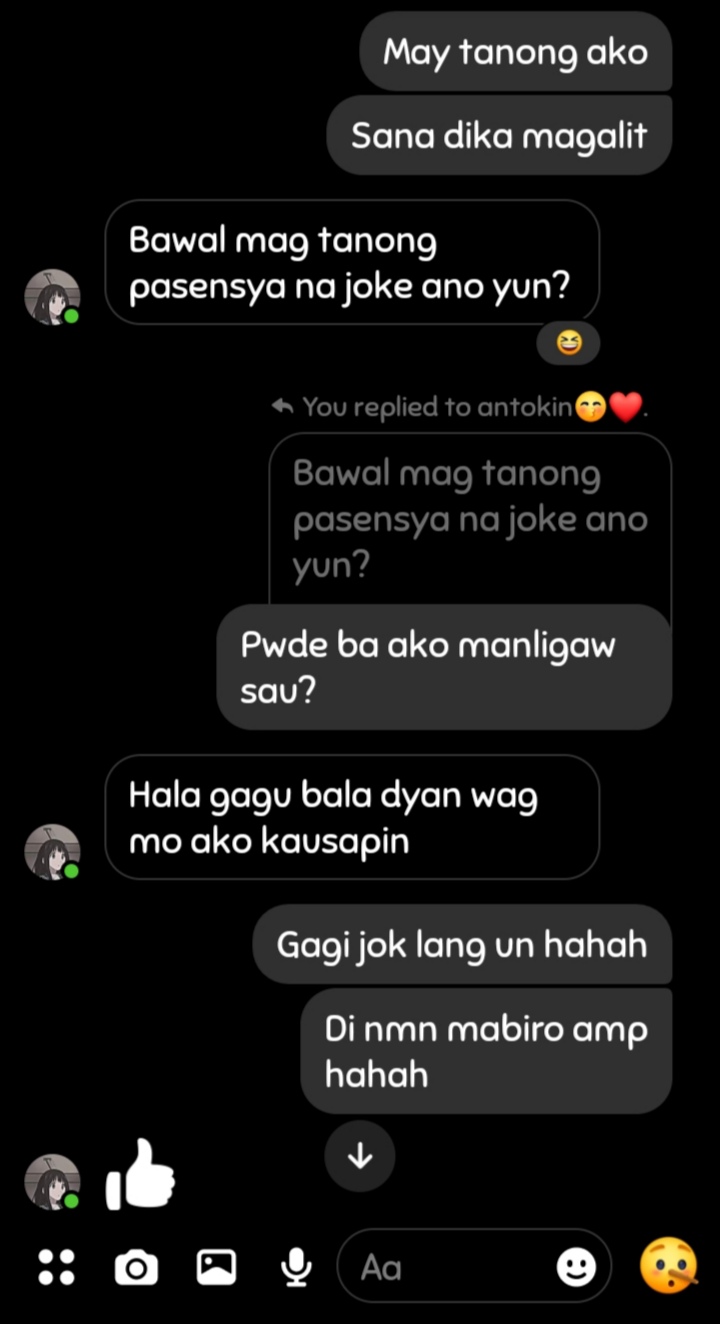 May tanong ako
Sana dika magalit
Bawal mag tanong
pasensya na joke ano yun?
You replied to antokin😙❤️.
Bawal mag tanong
pasensya na joke ano
yun?
Pwde ba ako manligaw
sau?
Hala gagu bala dyan wag
mo ako kausapin
Gagi jok lang un hahah
Di nmn mabiro amp
hahah
Aa